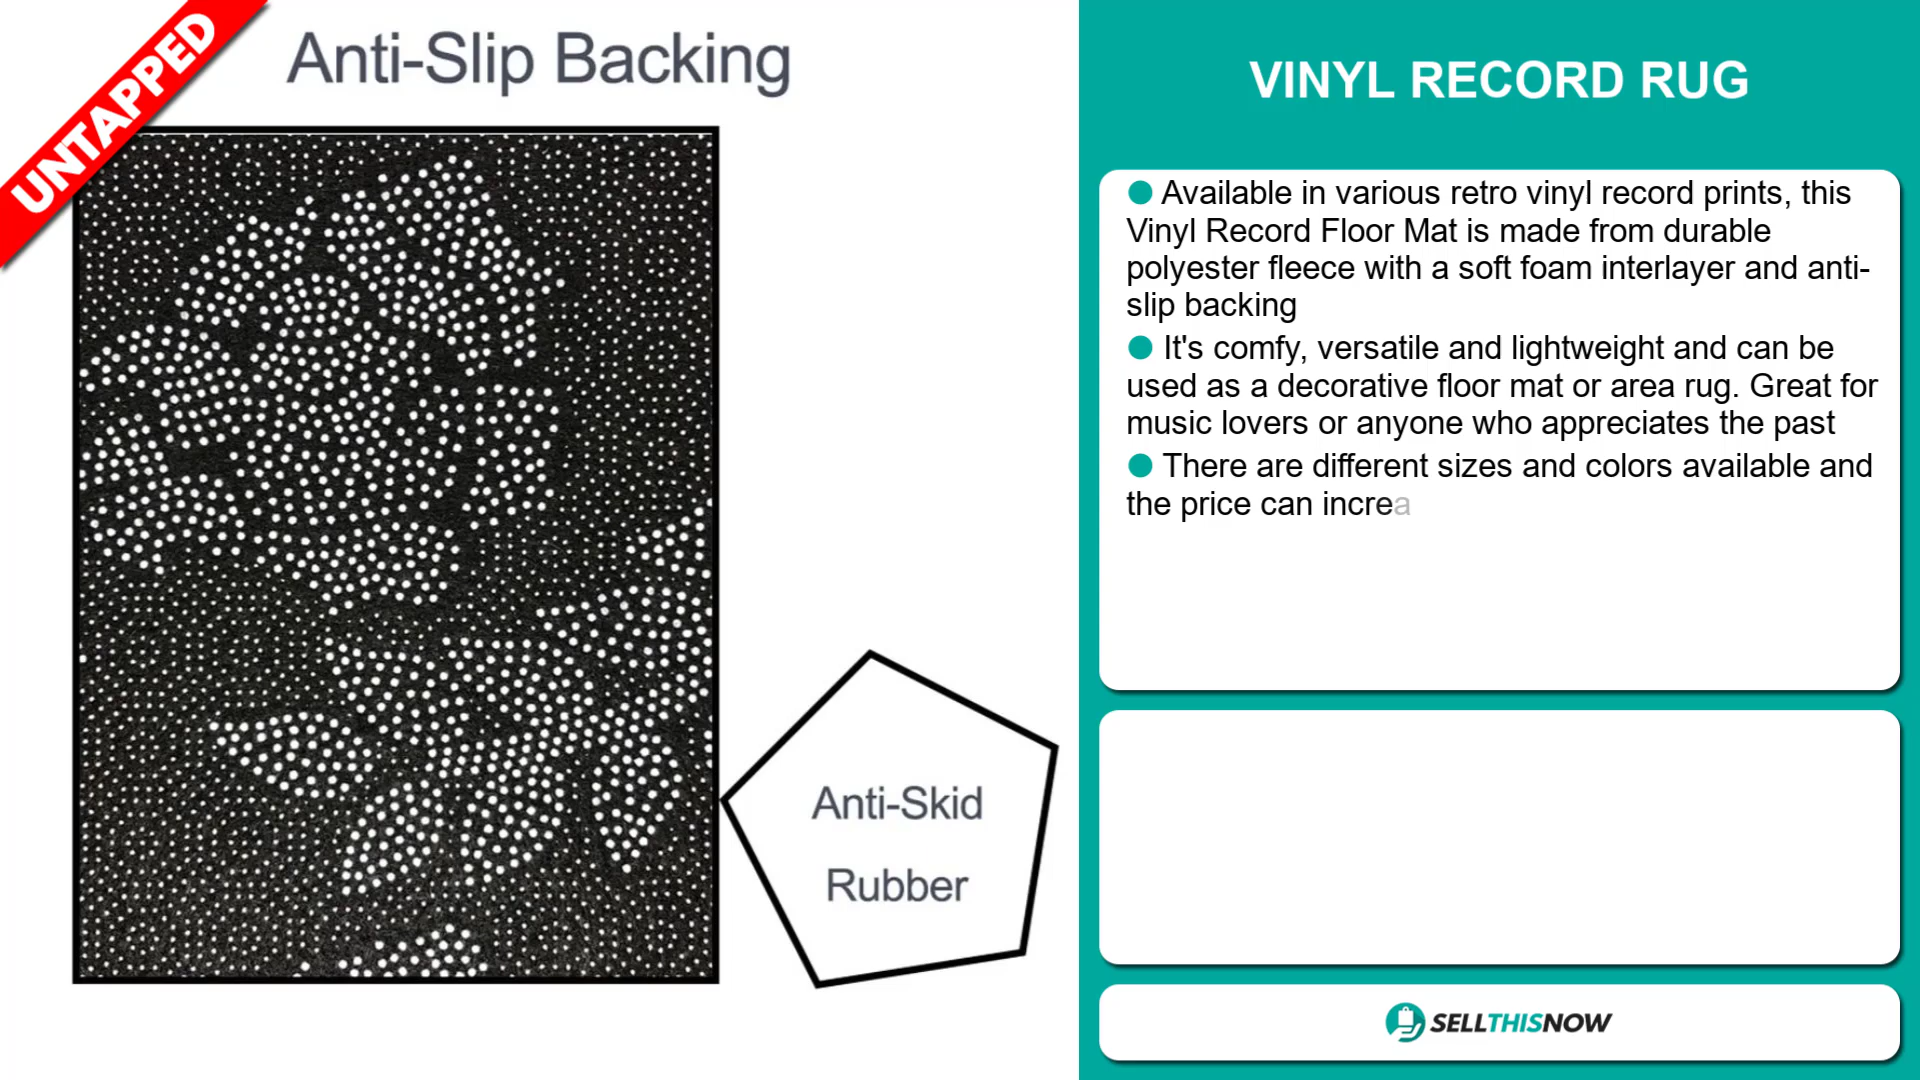 UNTAPPED
Anti-Slip Backing
Anti-Skid
Rubber
VINYL RECORD RUG
● Available in various retro vinyl record prints, this
Vinyl Record Floor Mat is made from durable
polyester fleece with a soft foam interlayer and anti-
slip backing
● It's comfy, versatile and lightweight and can be
used as a decorative floor mat or area rug. Great for
music lovers or anyone who appreciates the past
● There are different sizes and colors available and
the price can increa
SELLTHISNOW